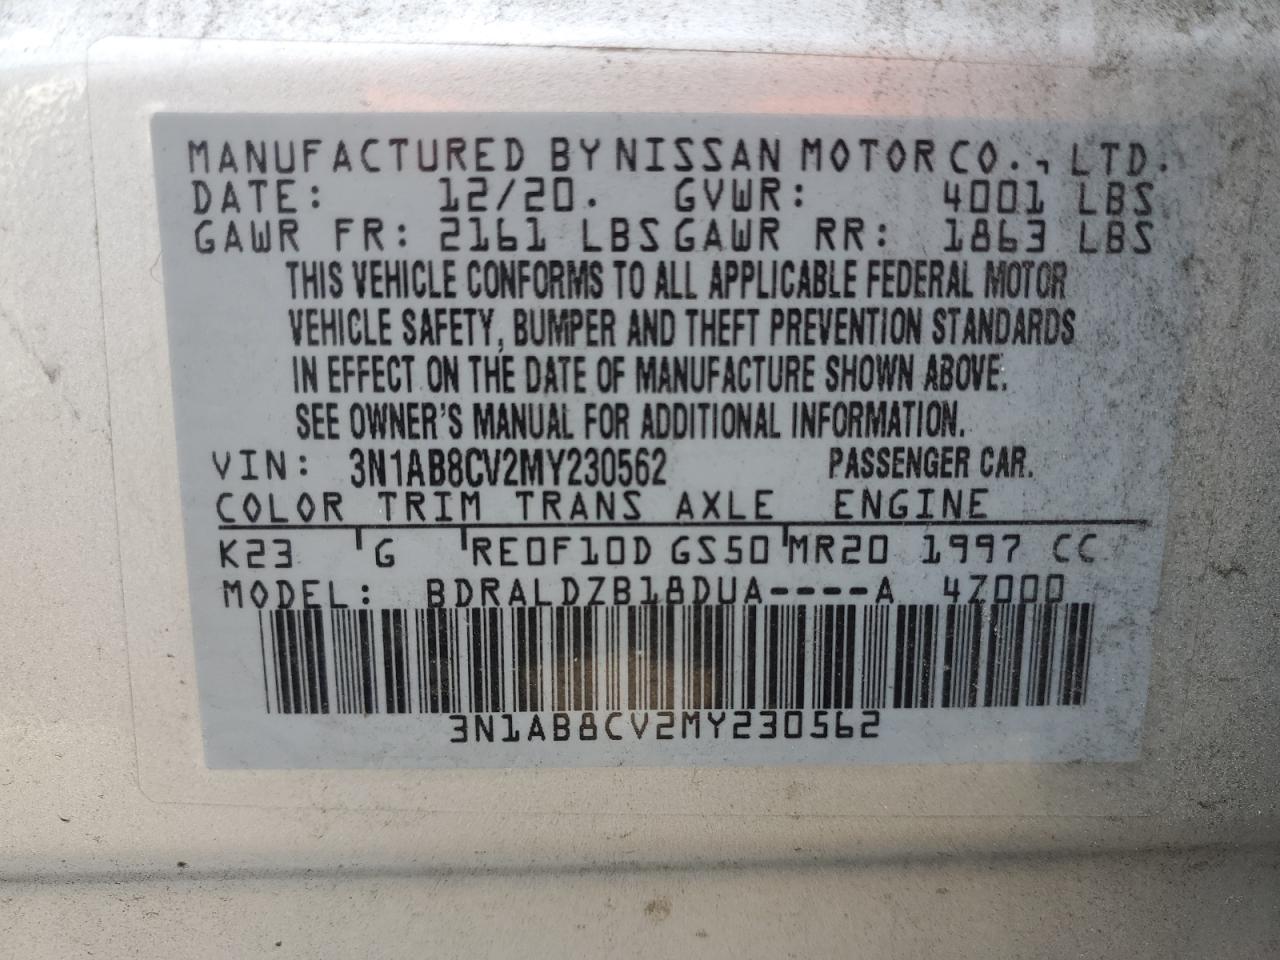 MANUFACTURED BY NISSAN MOTOR CO., LTD.
DATE: 12/20. GVWR: 4001 LBS
GAWR FR: 2161 LBS GAWR RR: 1863 LBS
THIS VEHICLE CONFORMS TO ALL APPLICABLE FEDERAL MOTOR
VEHICLE SAFETY, BUMPER AND THEFT PREVENTION STANDARDS
IN EFFECT ON THE DATE OF MANUFACTURE SHOWN ABOVE.
SEE OWNER'S MANUAL FOR ADDITIONAL INFORMATION.
VIN: 3N1AB8CV2MY230562 PASSENGER CAR.
COLOR TRIM TRANS AXLE ENGINE
K23 G RE0F10D GS50 MR20 1997 CC
MODEL: BDRALDZB18DUA----A 4Z000
3N1AB8CV2MY230562